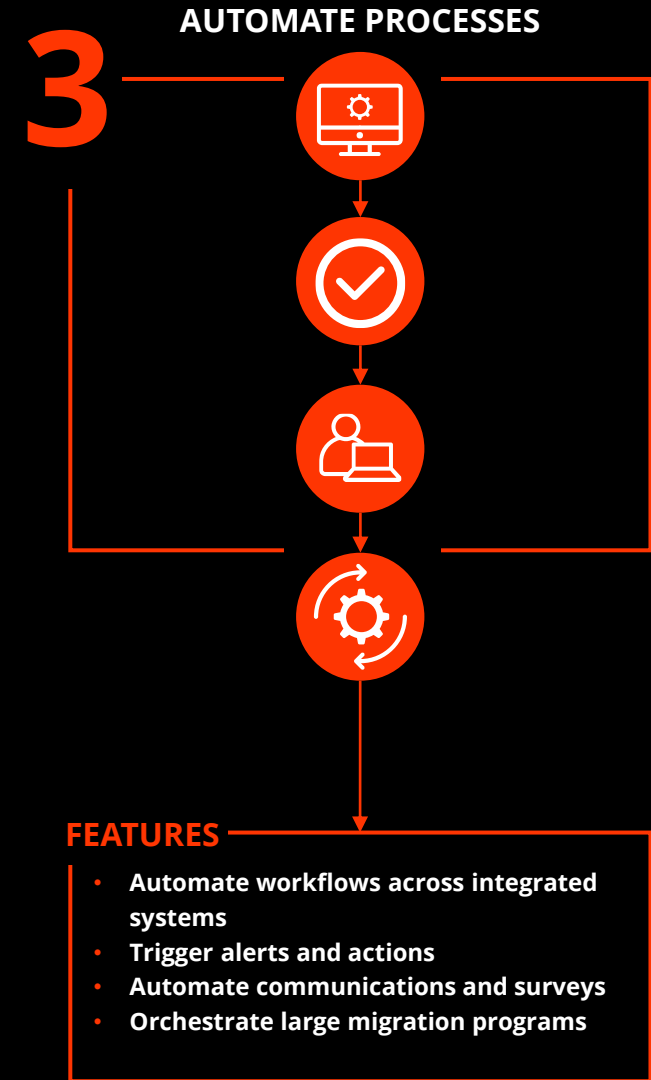 3
AUTOMATE PROCESSES
FEATURES
• Automate workflows across integrated
systems
• Trigger alerts and actions
• Automate communications and surveys
• Orchestrate large migration programs